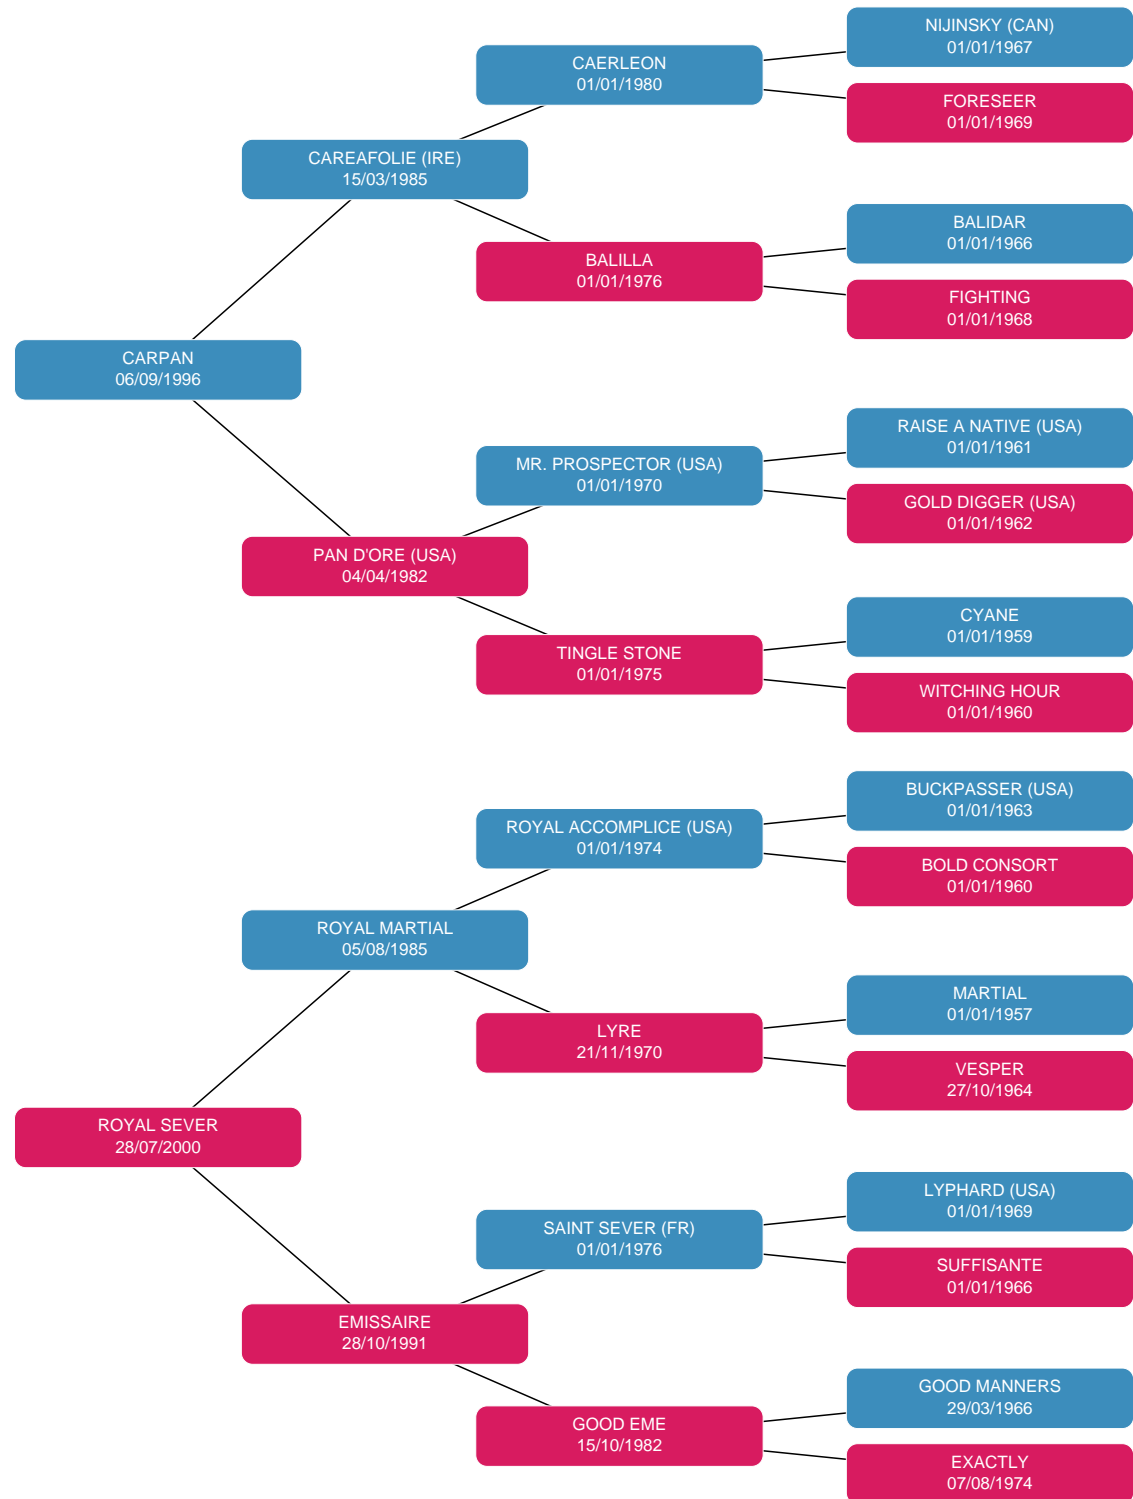 NIJINSKY (CAN)
01/01/1967
CAERLEON
01/01/1980
FORESEER
01/01/1969
CAREAFOLIE (IRE)
15/03/1985
BALIDAR
01/01/1966
BALILLA
01/01/1976
FIGHTING
01/01/1968
CARPAN
06/09/1996
RAISE A NATIVE (USA)
01/01/1961
MR. PROSPECTOR (USA)
01/01/1970
GOLD DIGGER (USA)
01/01/1962
PAN D'ORE (USA)
04/04/1982
CYANE
01/01/1959
TINGLE STONE
01/01/1975
WITCHING HOUR
01/01/1960
BUCKPASSER (USA)
01/01/1963
ROYAL ACCOMPLICE (USA)
01/01/1974
BOLD CONSORT
01/01/1960
ROYAL MARTIAL
05/08/1985
MARTIAL
01/01/1957
LYRE
21/11/1970
VESPER
27/10/1964
ROYAL SEVER
28/07/2000
LYPHARD (USA)
01/01/1969
SAINT SEVER (FR)
01/01/1976
SUFFISANTE
01/01/1966
EMISSAIRE
28/10/1991
GOOD MANNERS
29/03/1966
GOOD EME
15/10/1982
EXACTLY
07/08/1974